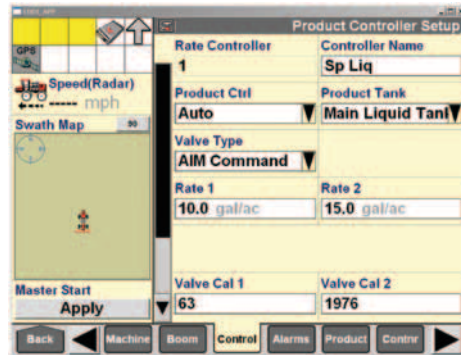 Product Controller Setup
GPS
Speed(Radar)
----- mph
Swath Map
Master Start
Apply
Rate Controller
1
Controller Name
Sp Liq
Product Ctrl
Auto
Product Tank
Main Liquid Tank
Valve Type
AIM Command
Rate 1
10.0 gal/ac
Rate 2
15.0 gal/ac
Valve Cal 1
63
Valve Cal 2
1976
Back
Machine
Boom
Control
Alarms
Product
Contnr